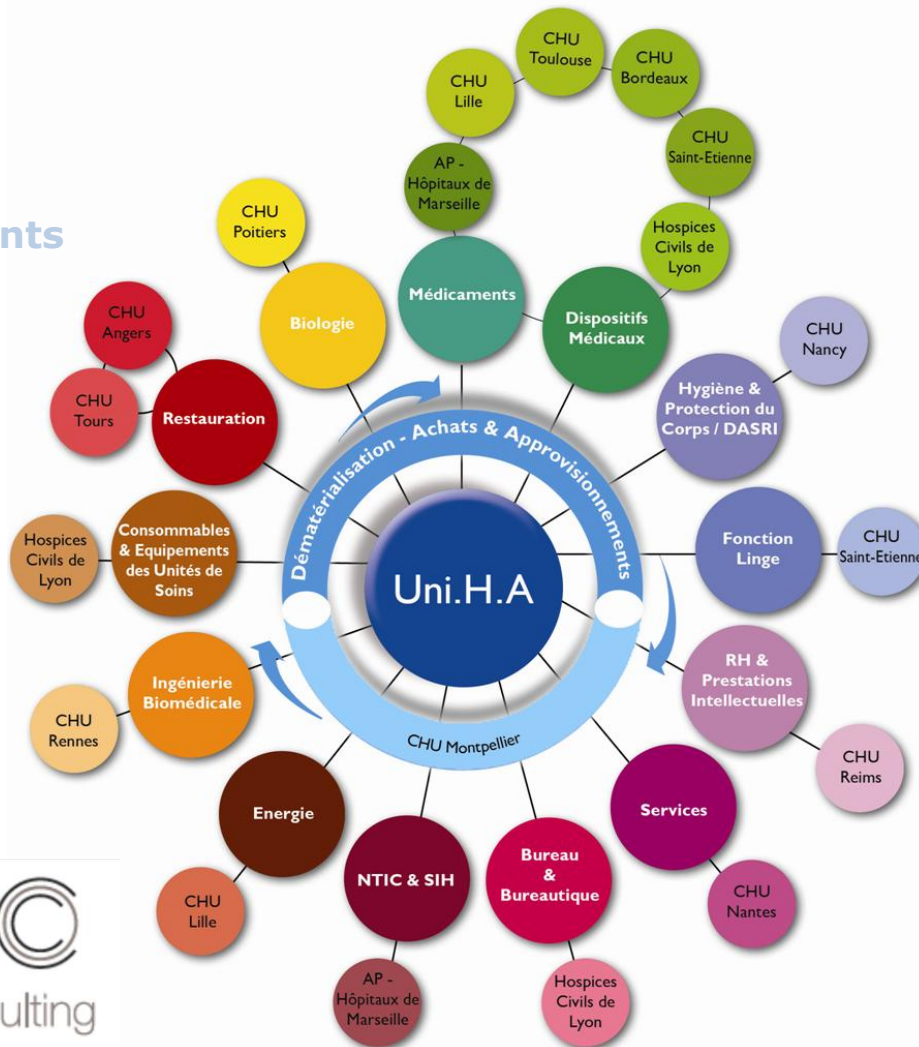 CHU
Toulouse
CHU
Lille
CHU
Bordeaux
CHU
Saint-Etienne
AP -
Hôpitaux de
Marseille
Hospices
Civils de
Lyon
nts
CHU
Poitiers
Médicaments
Dispositifs
Médicaux
Biologie
CHU
Angers
CHU
Tours
Restauration
CHU
Nancy
Hygiène &
Protection du
Corps / DASRI
Dématérialisation - Achats & Approvisionnements
Uni.H.A
CHU Montpellier
Hospices
Civils de
Lyon
Consommables
& Equipements
des Unités de
Soins
Fonction
Linge
CHU
Saint-Etienne
Ingénierie
Biomédicale
CHU
Rennes
RH &
Prestations
Intellectuelles
CHU
Reims
Energie
CHU
Lille
Services
CHU
Nantes
NTIC & SIH
AP -
Hôpitaux de
Marseille
Bureau
&
Bureautique
Hospices
Civils de
Lyon
ulting